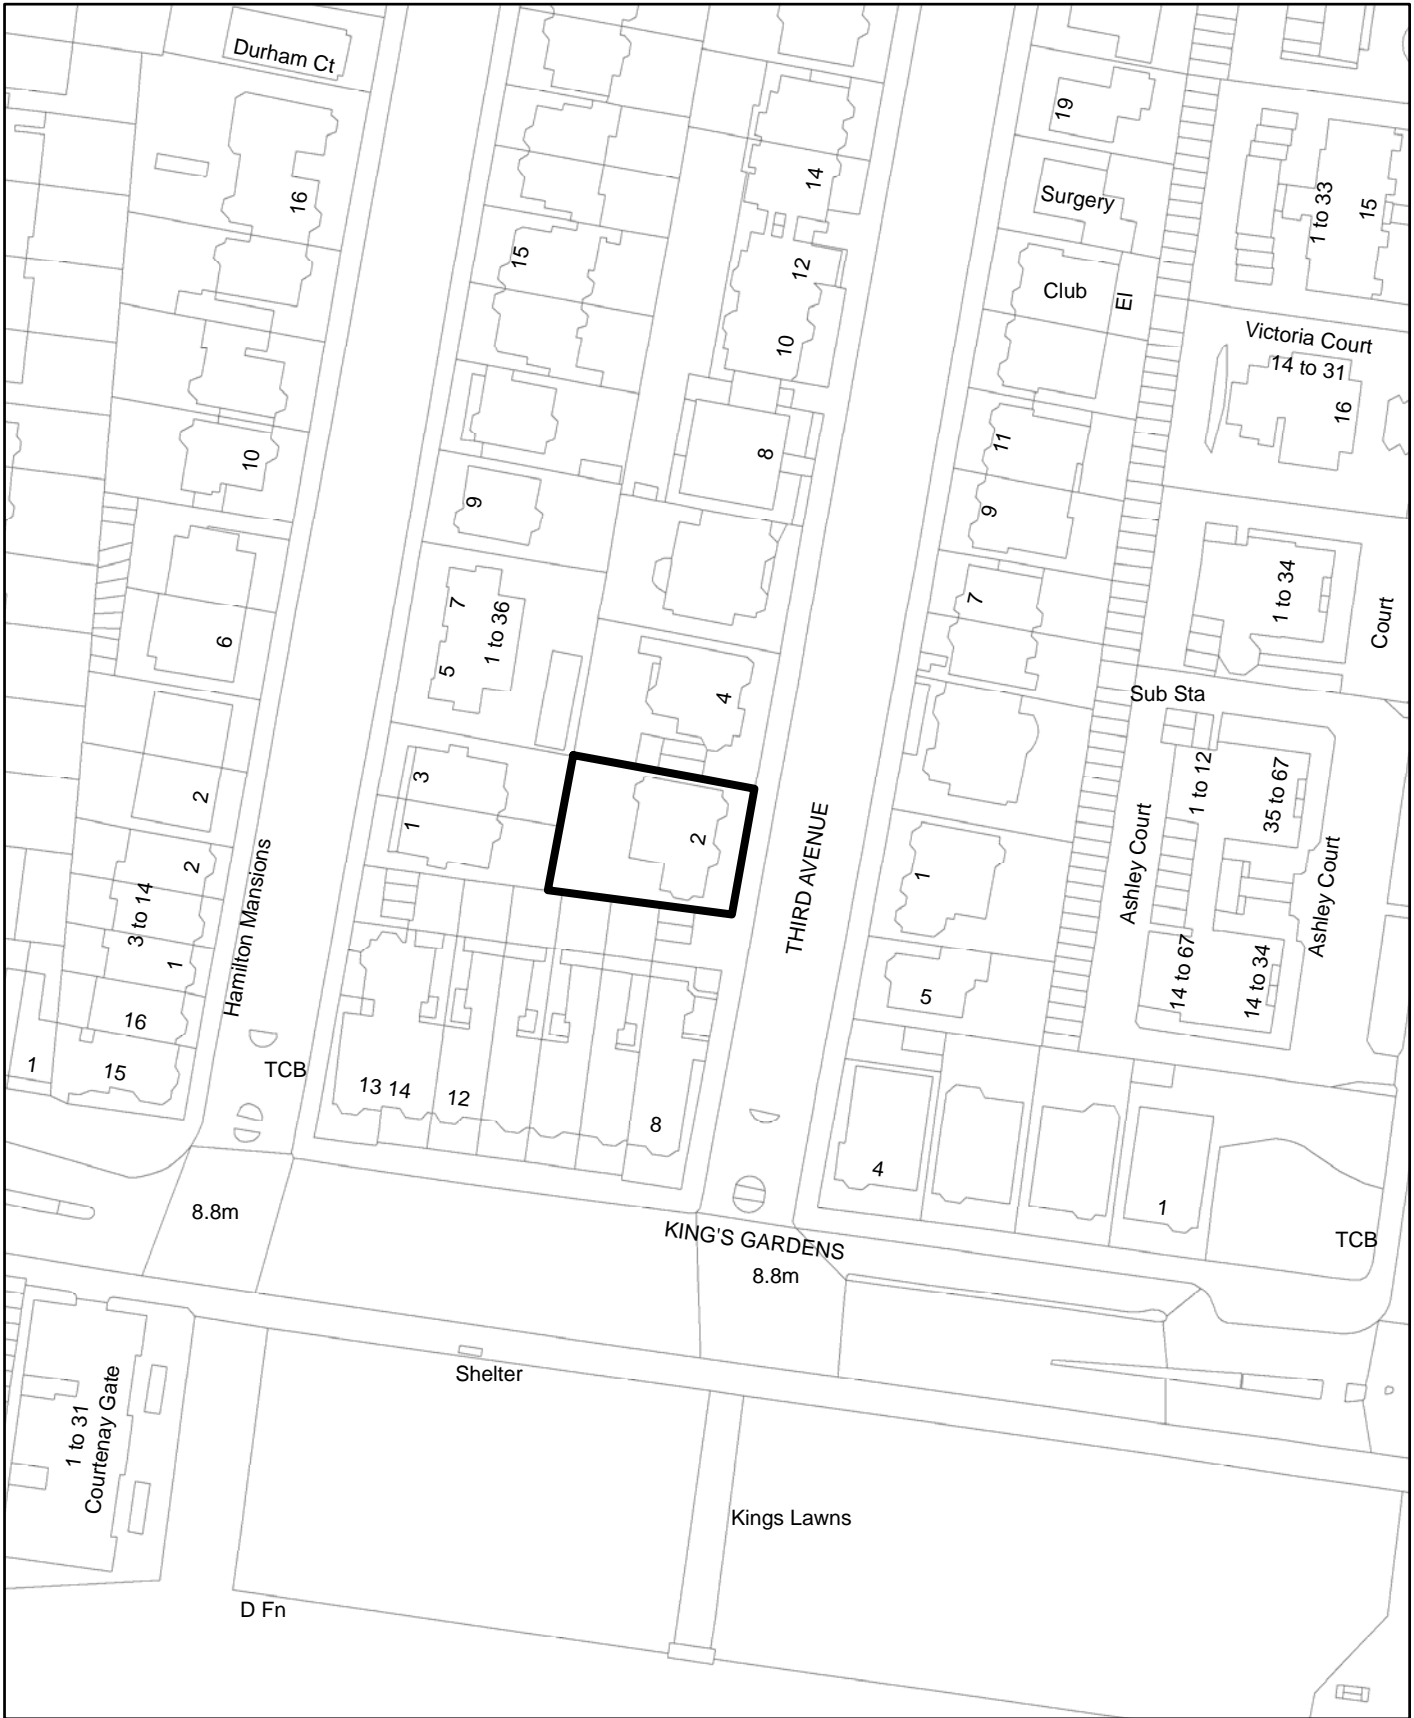 Durham Ct
19
16
14
Surgery
1 to 33
15
15
12
Club
El
10
Victoria Court
14 to 31
16
11
10
8
9
9
1 to 34
7
1 to 36
7
Court
6
5
4
Sub Sta
3
2
1 to 12
35 to 67
1
2
THIRD AVENUE
Ashley Court
Ashley Court
2
1
3 to 14
Hamilton Mansions
1
14 to 67
14 to 34
5
16
1
15
TCB
13 14
12
8
4
1
8.8m
KING'S GARDENS
TCB
8.8m
Shelter
1 to 31
Courtenay Gate
Kings Lawns
D Fn